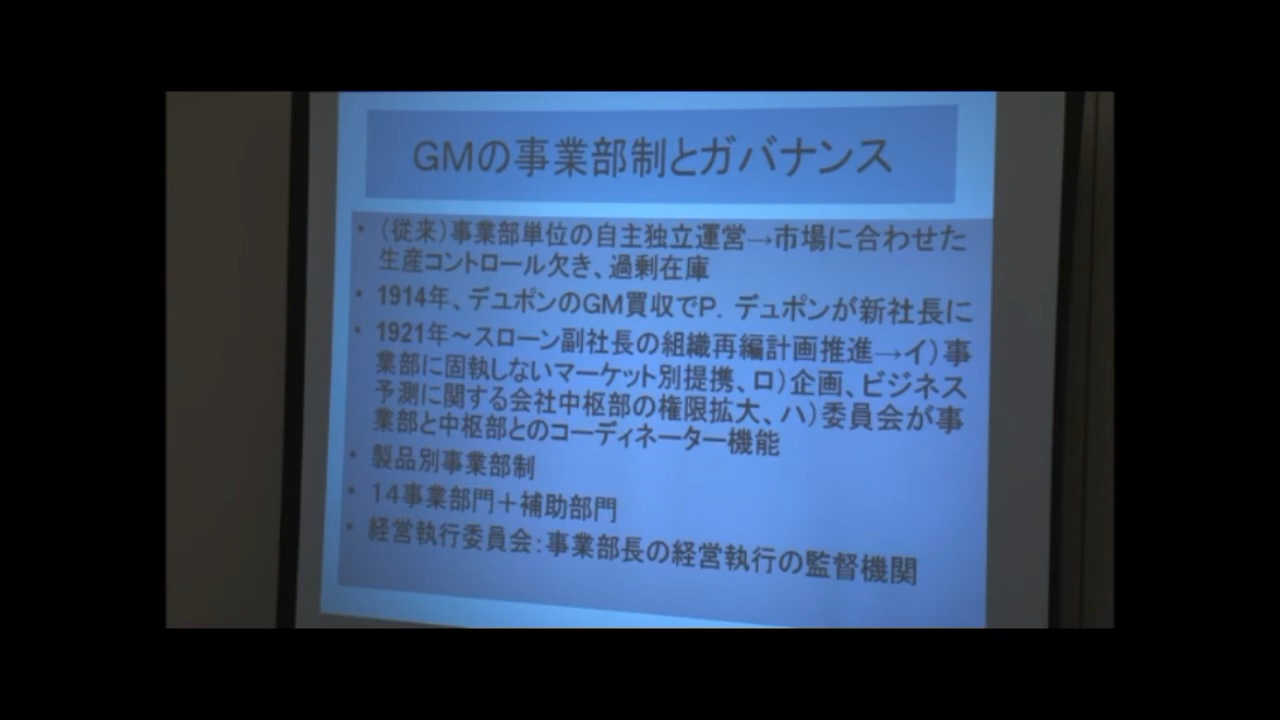 GMの事業部制とガバナンス
・(従来)事業部単位の自主独立運営→市場に合わせた
生産コントロール欠き、過剰在庫
・1914年、デュポンのGM買収でP．デュポンが新社長に
・1921年～スローン副社長の組織再編計画推進→イ)事
業部に固執しないマーケット別提携、ロ)企画、ビジネス
予測に関する会社中枢部の権限拡大、ハ)委員会が事
業部と中枢部とのコーディネーター機能
・製品別事業部制
・14事業部門＋補助部門
・経営執行委員会：事業部長の経営執行の監督機関